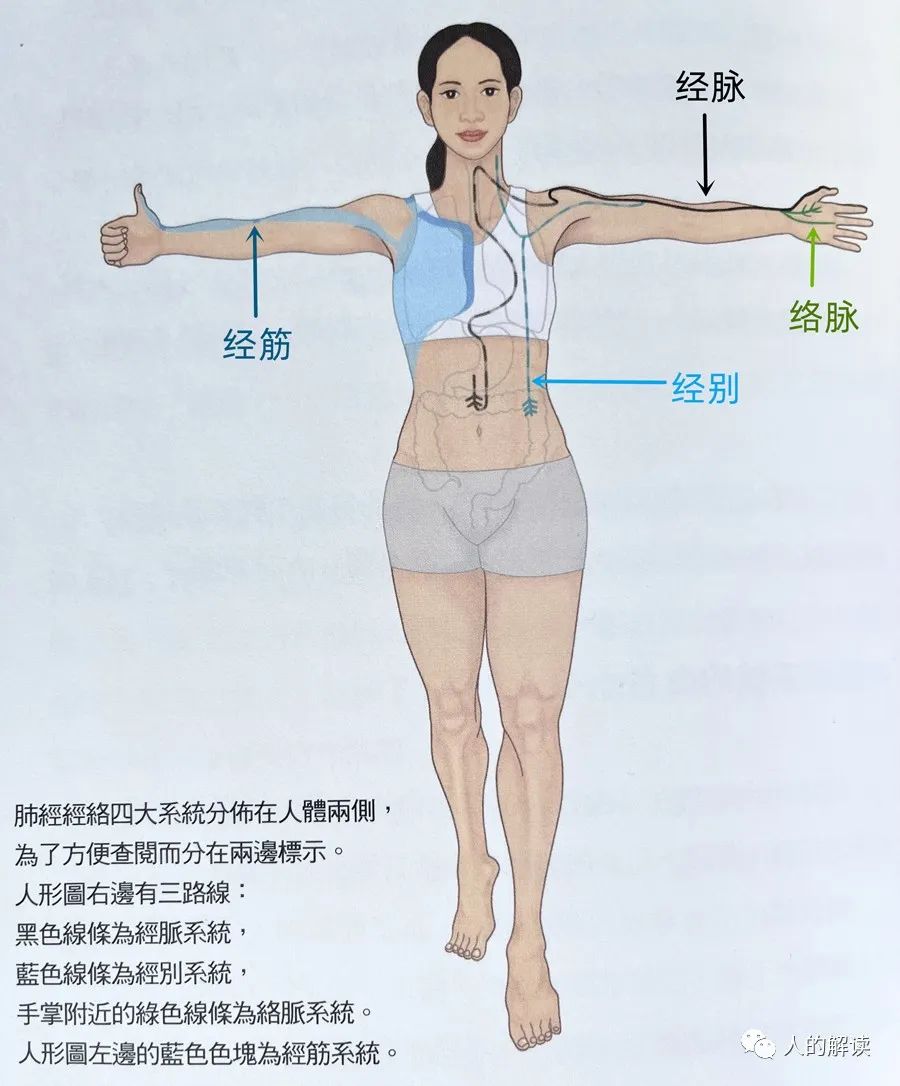 经脉
经筋
络脉
经别
肺經經絡四大系統分佈在人體兩側，
為了方便查閱而分在兩邊標示。
人形圖右邊有三路線：
黑色線條為經脈系統，
藍色線條為經別系統，
手掌附近的綠色線條為絡脈系統。
人形圖左邊的藍色色塊為經筋系統。
人的解读